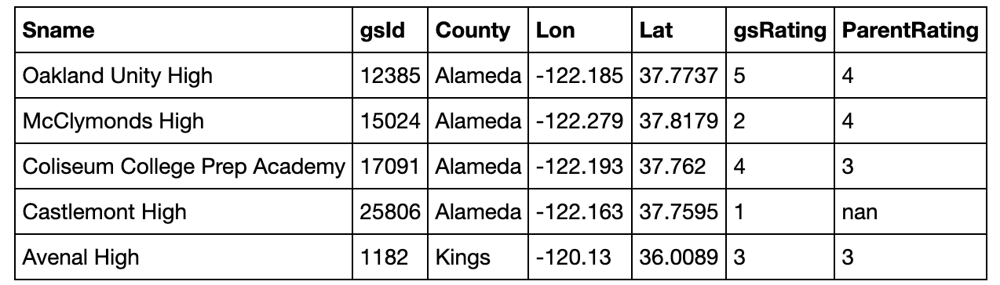 Sname gsId County Lon Lat gsRating ParentRating
Oakland Unity High 12385 Alameda -122.185 37.7737 5 4
McClymonds High 15024 Alameda -122.279 37.8179 2 4
Coliseum College Prep Academy 17091 Alameda -122.193 37.762 4 3
Castlemont High 25806 Alameda -122.163 37.7595 1 nan
Avenal High 1182 Kings -120.13 36.0089 3 3